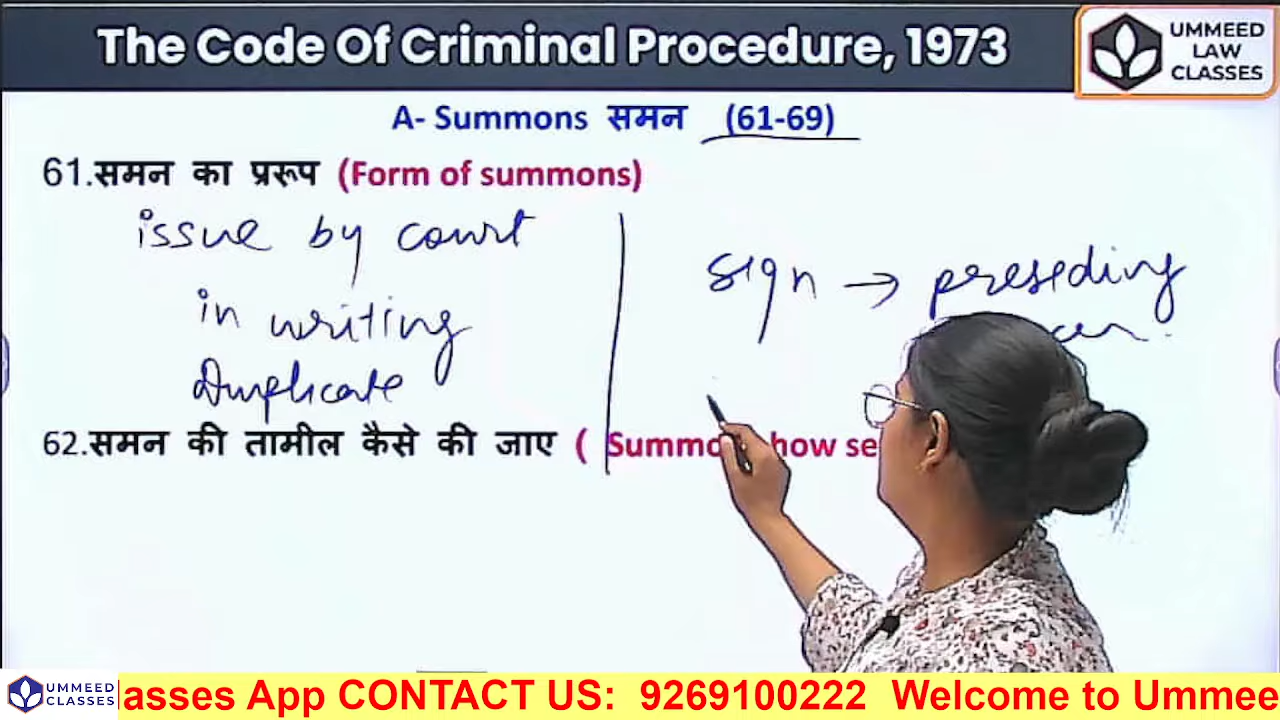 The Code Of Criminal Procedure, 1973
UMMEED
LAW
CLASSES
A- Summons समन (61-69)
61.समन का प्ररूप (Form of summons)
issue by court
in writing
Duplicate
sign → preseding
62.समन की तामील कैसे की जाए ( Summo how se
UMMEED
CLASSES
lasses App CONTACT US: 9269100222 Welcome to Ummee